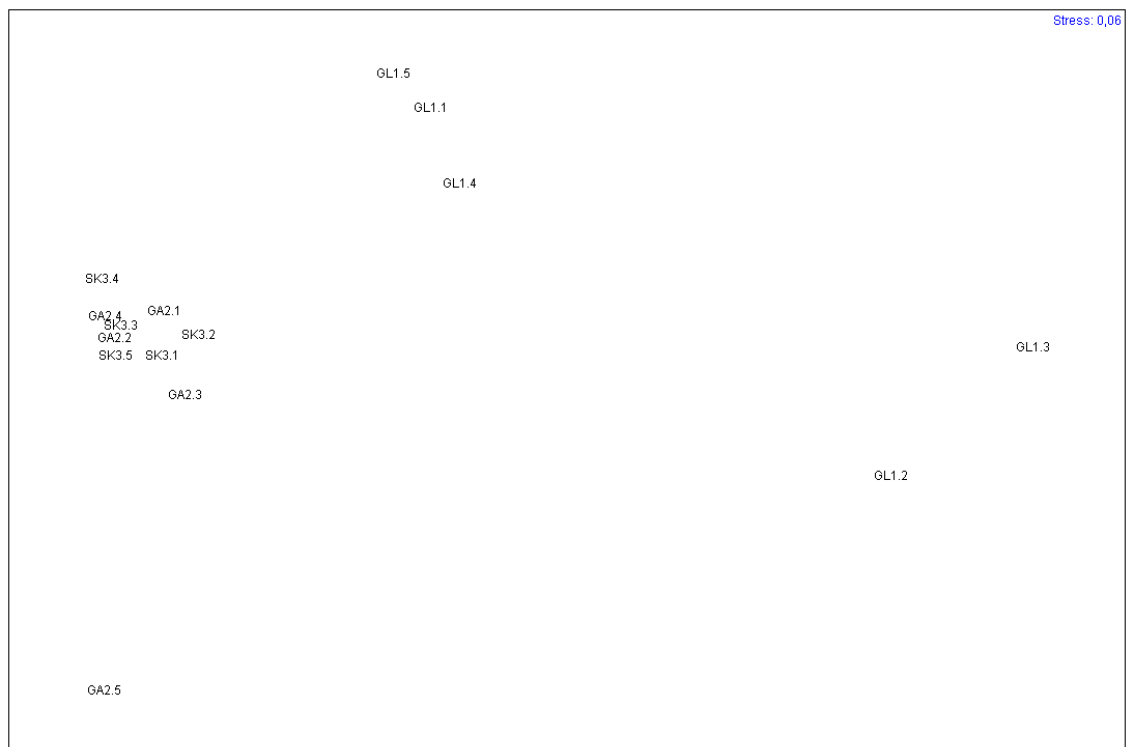 Stress: 0,06
GL1.5
GL1.1
GL1.4
SK3.4
GA2.1
GA2.4
SK3.3
SK3.2
GA2.2
GL1.3
SK3.5 SK3.1
GA2.3
GL1.2
GA2.5